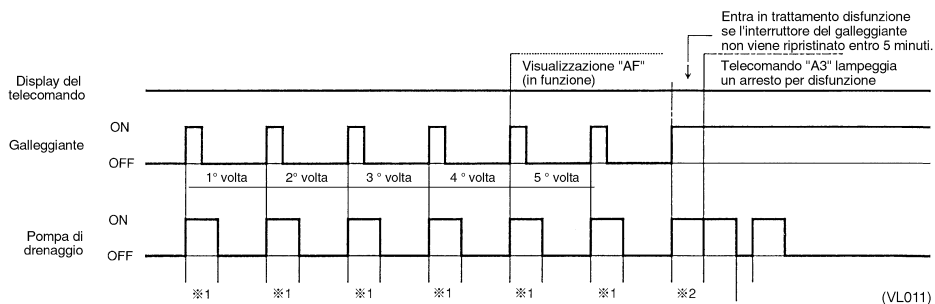 Entra in trattamento disfunzione
se l'interruttore del galleggiante
non viene ripristinato entro 5 minuti.
Visualizzazione "AF"
(in funzione)
Telecomando "A3" lampeggia
un arresto per disfunzione
Display del
telecomando
Galleggiante
ON
OFF
1° volta
2° volta
3 ° volta
4 ° volta
5 ° volta
Pompa di
drenaggio
ON
OFF
※1
※1
※1
※1
※1
※1
※2
(VL011)